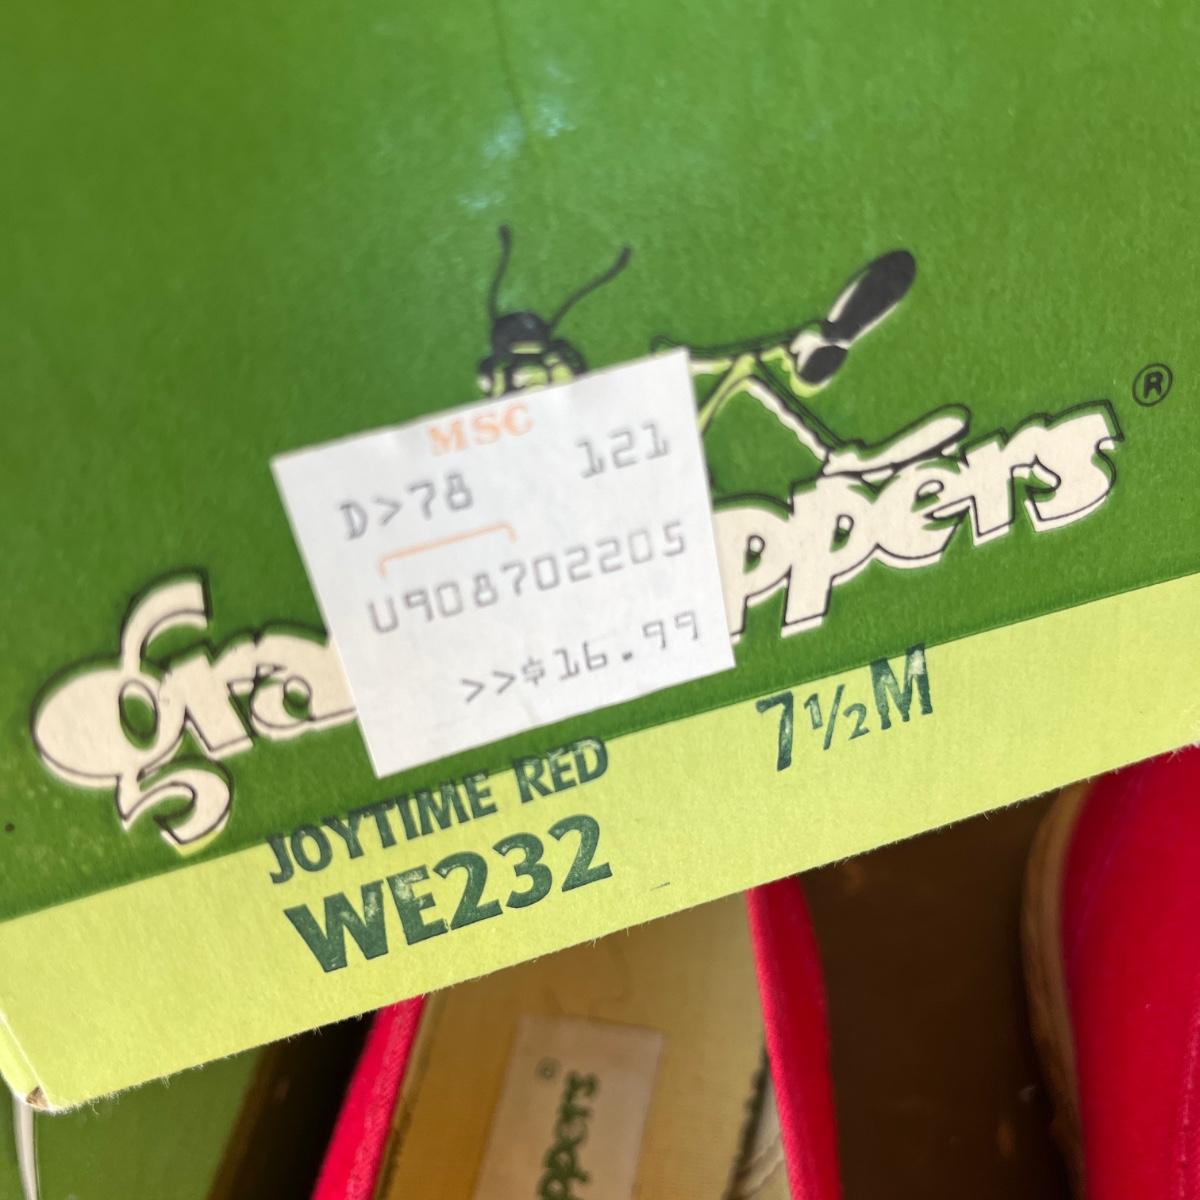 MSC
D>78 121
U908702205
>>$16.99
gra ppers ®
JOYTIME RED 7½M
WE232
® ppers